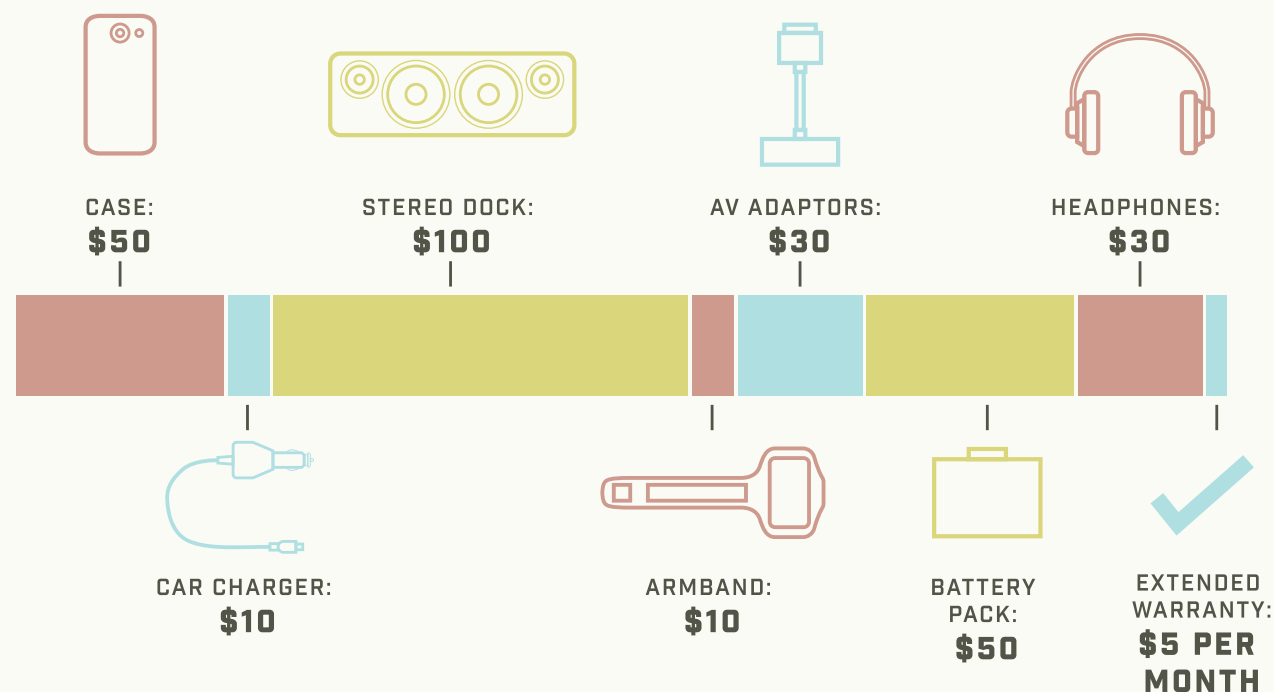 CASE:
$50
STEREO DOCK:
$100
AV ADAPTORS:
$30
HEADPHONES:
$30
CAR CHARGER:
$10
ARMBAND:
$10
BATTERY
PACK:
$50
EXTENDED
WARRANTY:
$5 PER
MONTH